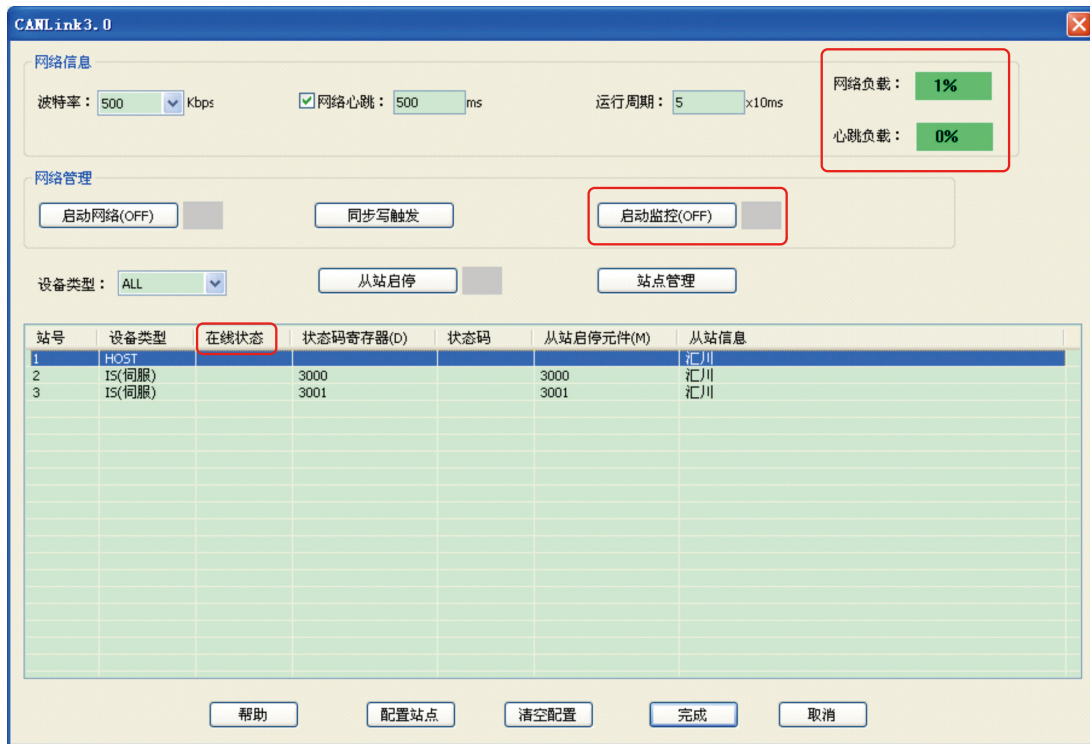 CANLink3.0
网络信息
波特率： 500 Kbps 网络心跳： 500 ms 运行周期： 5 x10ms 网络负载： 1%
心跳负载： 0%
网络管理
启动网络(OFF) 同步写触发 启动监控(OFF)
设备类型： ALL 从站启停 站点管理
站号 设备类型 在线状态 状态码寄存器(D) 状态码 从站启停元件(M) 从站信息
1 HOST 汇川
2 IS(伺服) 3000 3000 汇川
3 IS(伺服) 3001 3001 汇川
帮助 配置站点 清空配置 完成 取消